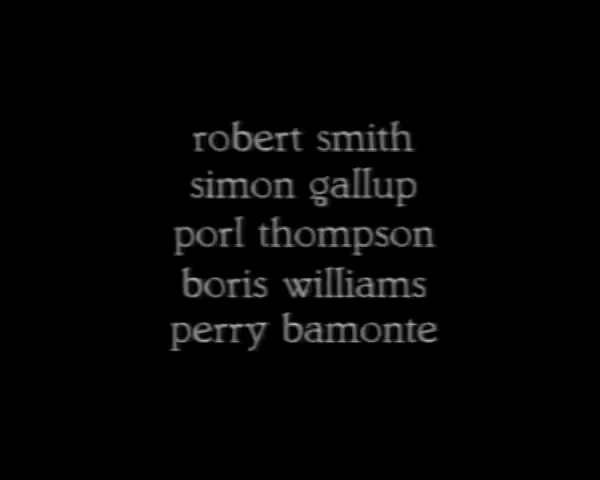 robert smith
simon gallup
porl thompson
boris williams
perry bamonte